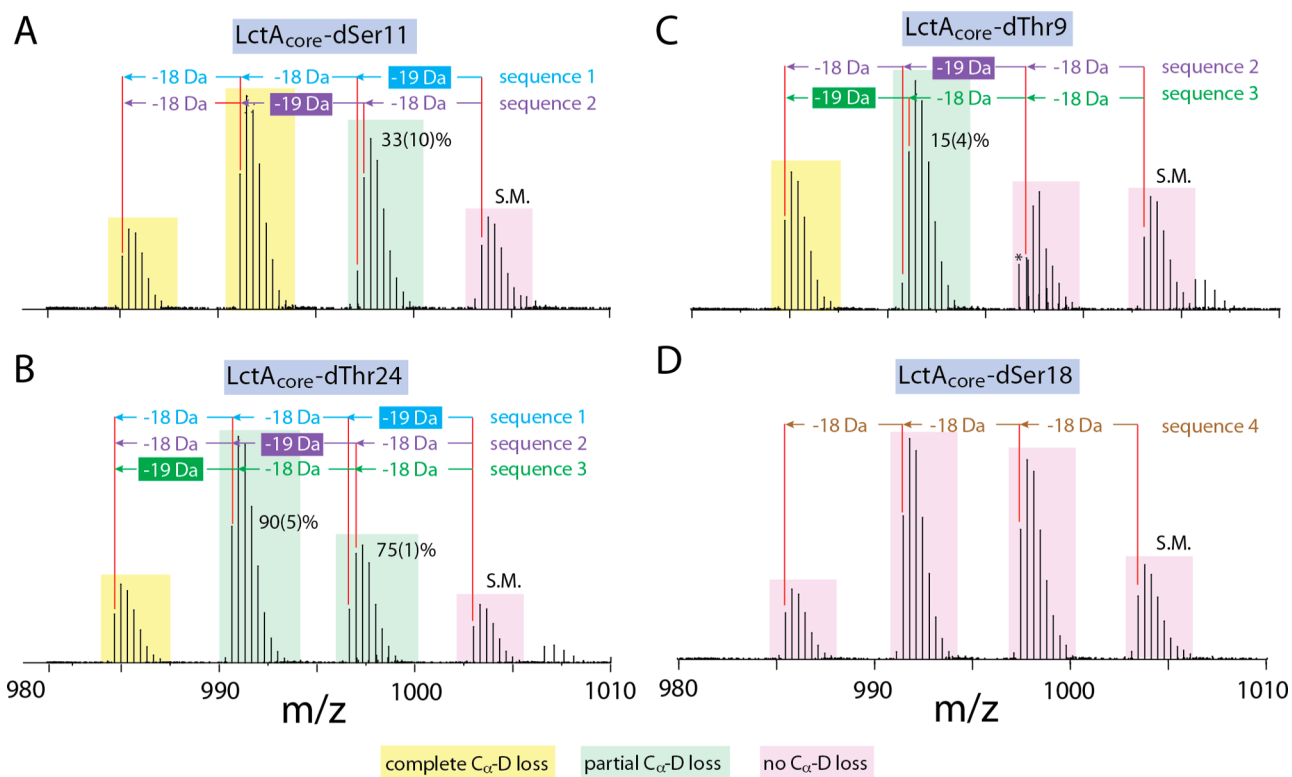 A
LctAcore-dSer11
-18 Da -18 Da -19 Da sequence 1
-18 Da -19 Da -18 Da sequence 2
33(10)%
S.M.
B
LctAcore-dThr24
-18 Da -18 Da -19 Da sequence 1
-18 Da -19 Da -18 Da sequence 2
-19 Da -18 Da -18 Da sequence 3
90(5)%
75(1)%
S.M.
980 990 1000 1010
m/z
C
LctAcore-dThr9
-18 Da -19 Da -18 Da sequence 2
-19 Da -18 Da -18 Da sequence 3
15(4)%
S.M.
*
D
LctAcore-dSer18
-18 Da -18 Da -18 Da sequence 4
S.M.
980 990 1000 1010
m/z
complete Cα-D loss partial Cα-D loss no Cα-D loss